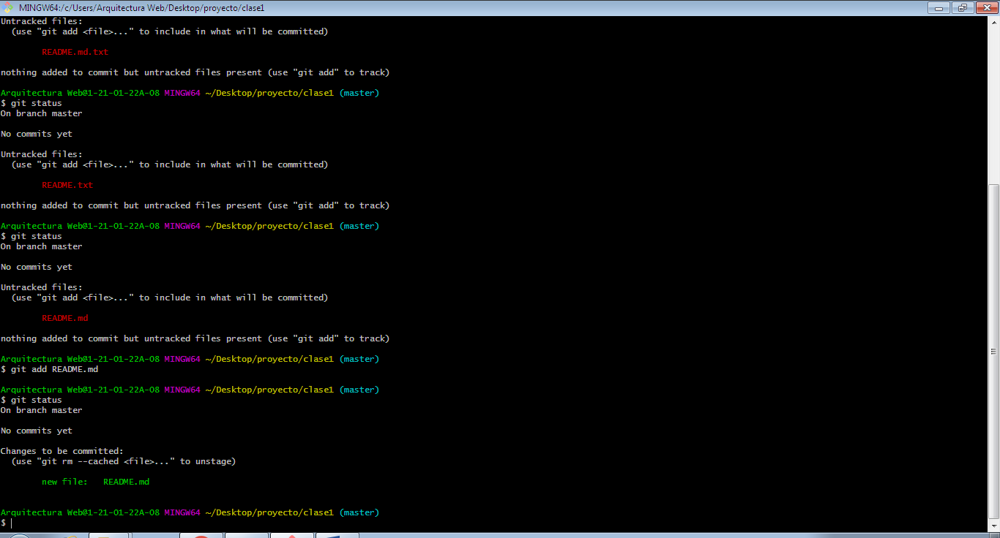 MINGW64:/c/Users/Arquitectura Web/Desktop/proyecto/clase1
Untracked files:
  (use "git add <file>..." to include in what will be committed)
        README.md.txt
nothing added to commit but untracked files present (use "git add" to track)
Arquitectura Web@1-21-01-22A-08 MINGW64 ~/Desktop/proyecto/clase1 (master)
$ git status
On branch master
No commits yet
Untracked files:
  (use "git add <file>..." to include in what will be committed)
        README.txt
nothing added to commit but untracked files present (use "git add" to track)
Arquitectura Web@1-21-01-22A-08 MINGW64 ~/Desktop/proyecto/clase1 (master)
$ git status
On branch master
No commits yet
Untracked files:
  (use "git add <file>..." to include in what will be committed)
        README.md
nothing added to commit but untracked files present (use "git add" to track)
Arquitectura Web@1-21-01-22A-08 MINGW64 ~/Desktop/proyecto/clase1 (master)
$ git add README.md
Arquitectura Web@1-21-01-22A-08 MINGW64 ~/Desktop/proyecto/clase1 (master)
$ git status
On branch master
No commits yet
Changes to be committed:
  (use "git rm --cached <file>..." to unstage)
        new file:   README.md
Arquitectura Web@1-21-01-22A-08 MINGW64 ~/Desktop/proyecto/clase1 (master)
$